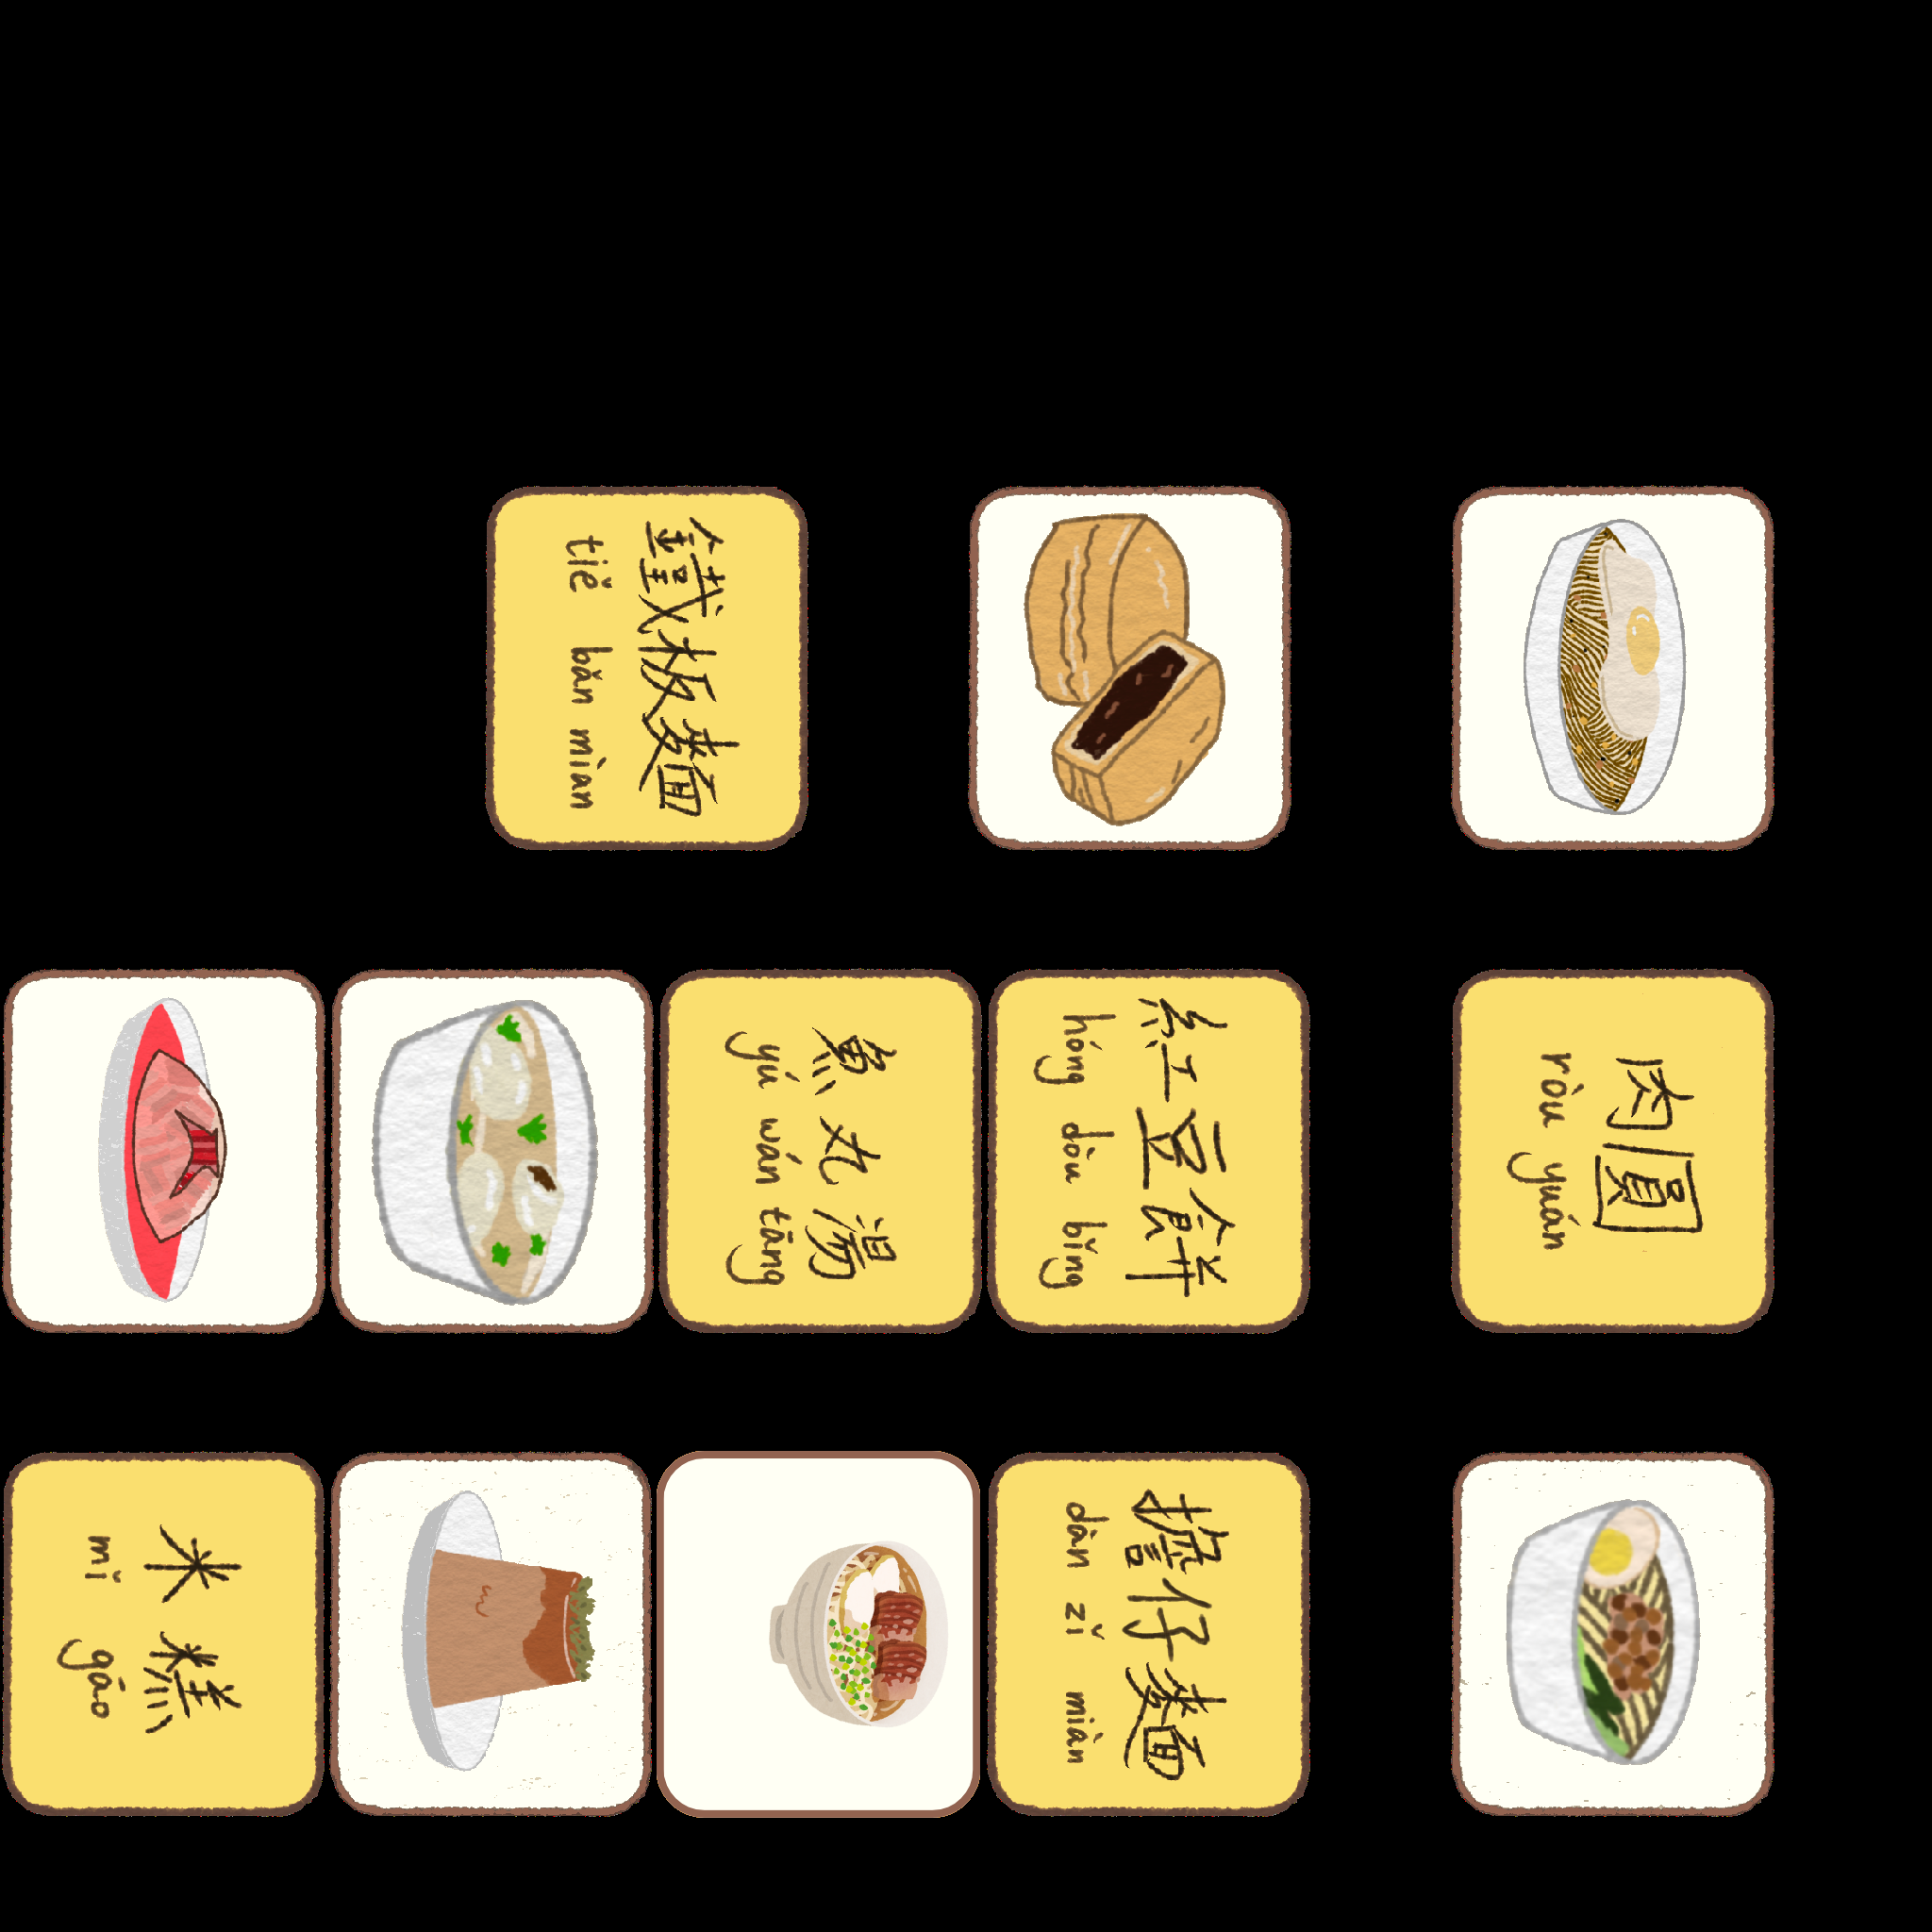 鐵板麵
tiě bǎn miàn
魚丸湯
yú wán tāng
紅豆餅
hóng dòu bǐng
肉圓
ròu yuán
米糕
mǐ gāo
擔仔麵
dàn zǐ miàn